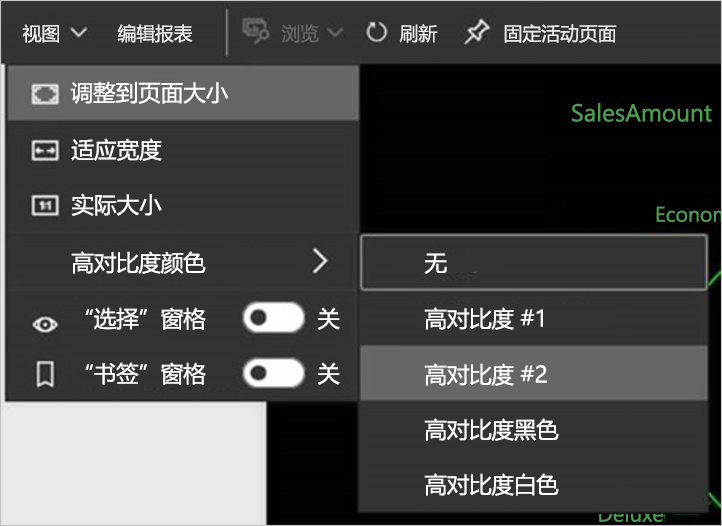 视图 编辑报表 浏览 刷新 固定活动页面
调整到页面大小
SalesAmount
适应宽度
1:1 实际大小
Econom
高对比度颜色 无
“选择”窗格 关 高对比度 #1
“书签”窗格 关 高对比度 #2
高对比度黑色
高对比度白色
Deluxe